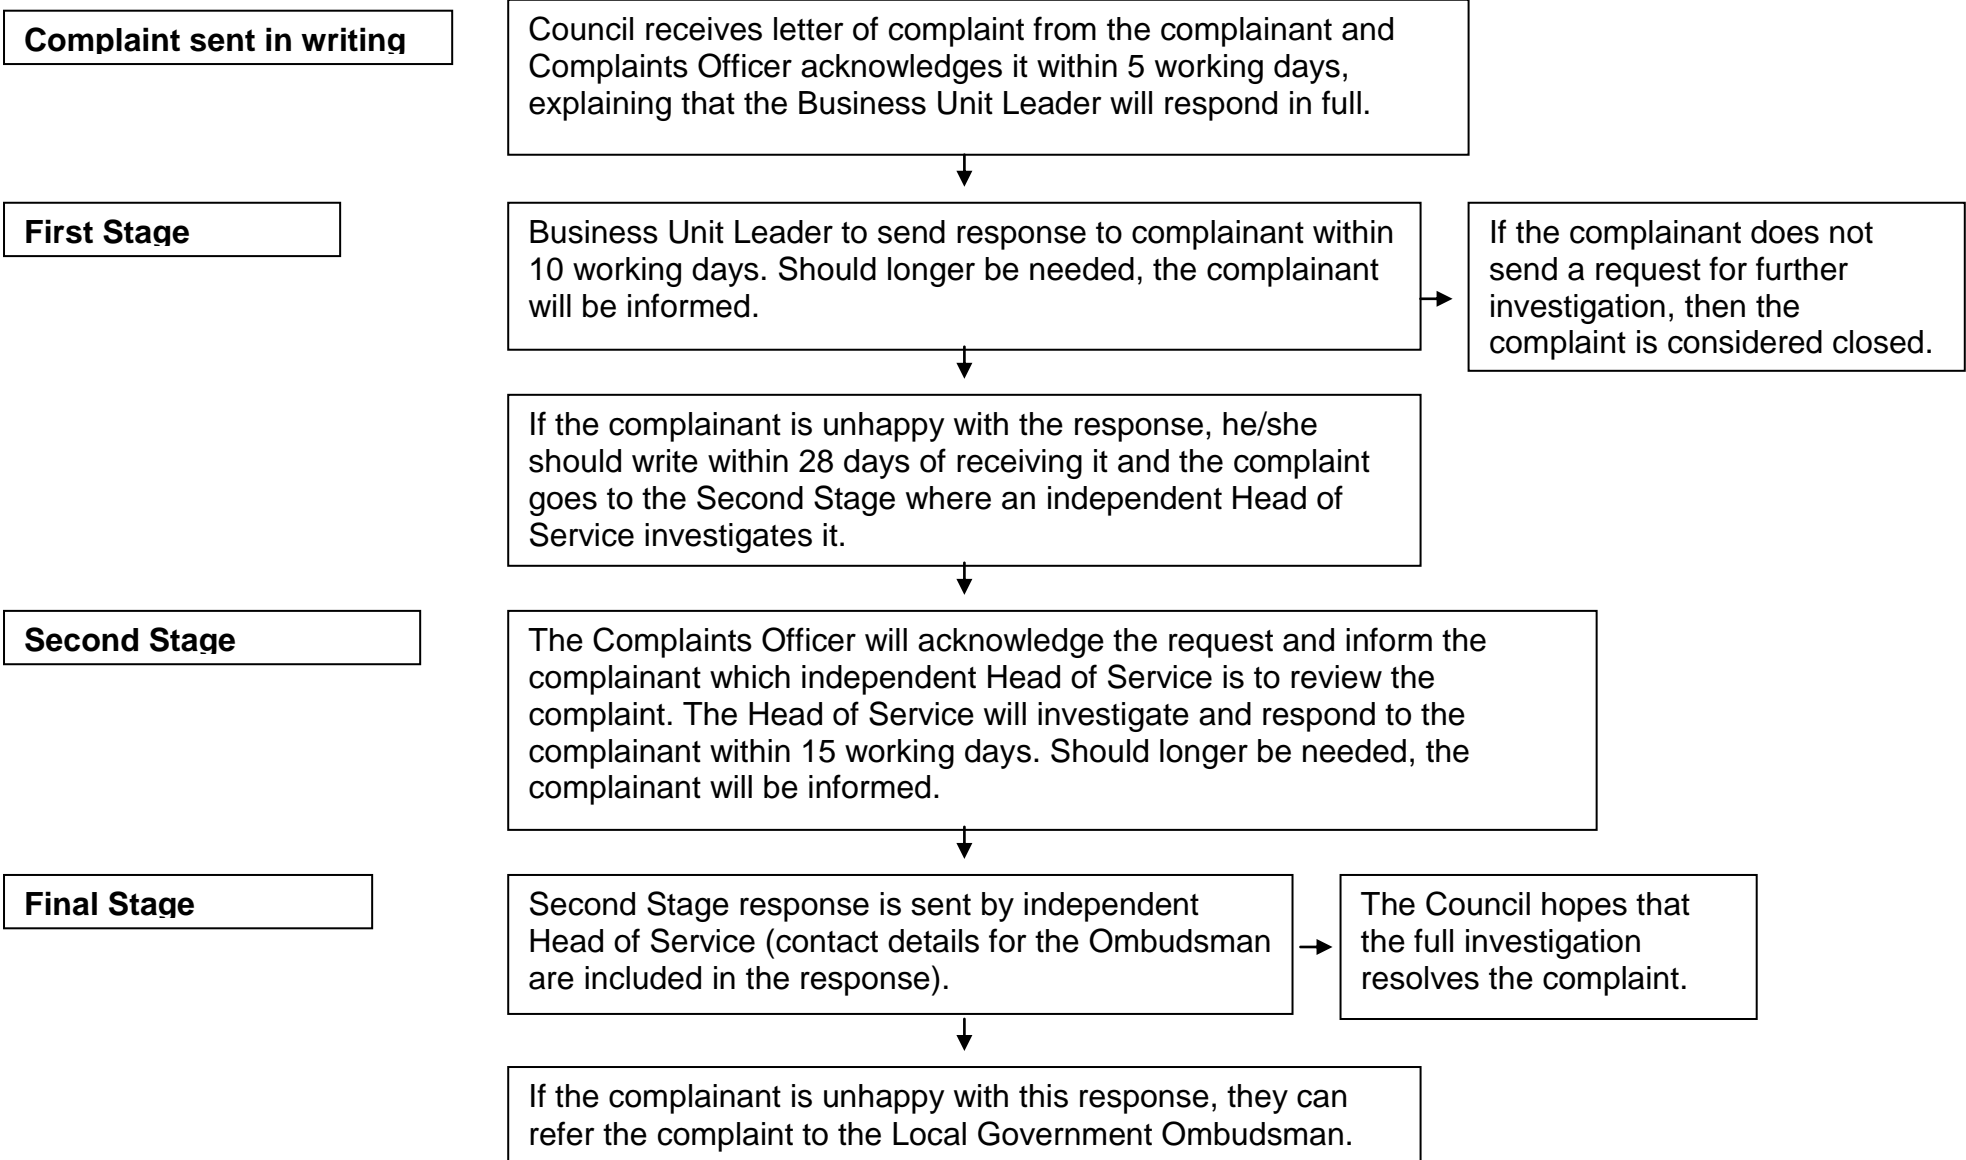 Complaint sent in writing
Council receives letter of complaint from the complainant and
Complaints Officer acknowledges it within 5 working days,
explaining that the Business Unit Leader will respond in full.
First Stage
Business Unit Leader to send response to complainant within
10 working days. Should longer be needed, the complainant
will be informed.
If the complainant does not
send a request for further
investigation, then the
complaint is considered closed.
If the complainant is unhappy with the response, he/she
should write within 28 days of receiving it and the complaint
goes to the Second Stage where an independent Head of
Service investigates it.
Second Stage
The Complaints Officer will acknowledge the request and inform the
complainant which independent Head of Service is to review the
complaint. The Head of Service will investigate and respond to the
complainant within 15 working days. Should longer be needed, the
complainant will be informed.
Final Stage
Second Stage response is sent by independent
Head of Service (contact details for the Ombudsman
are included in the response).
The Council hopes that
the full investigation
resolves the complaint.
If the complainant is unhappy with this response, they can
refer the complaint to the Local Government Ombudsman.